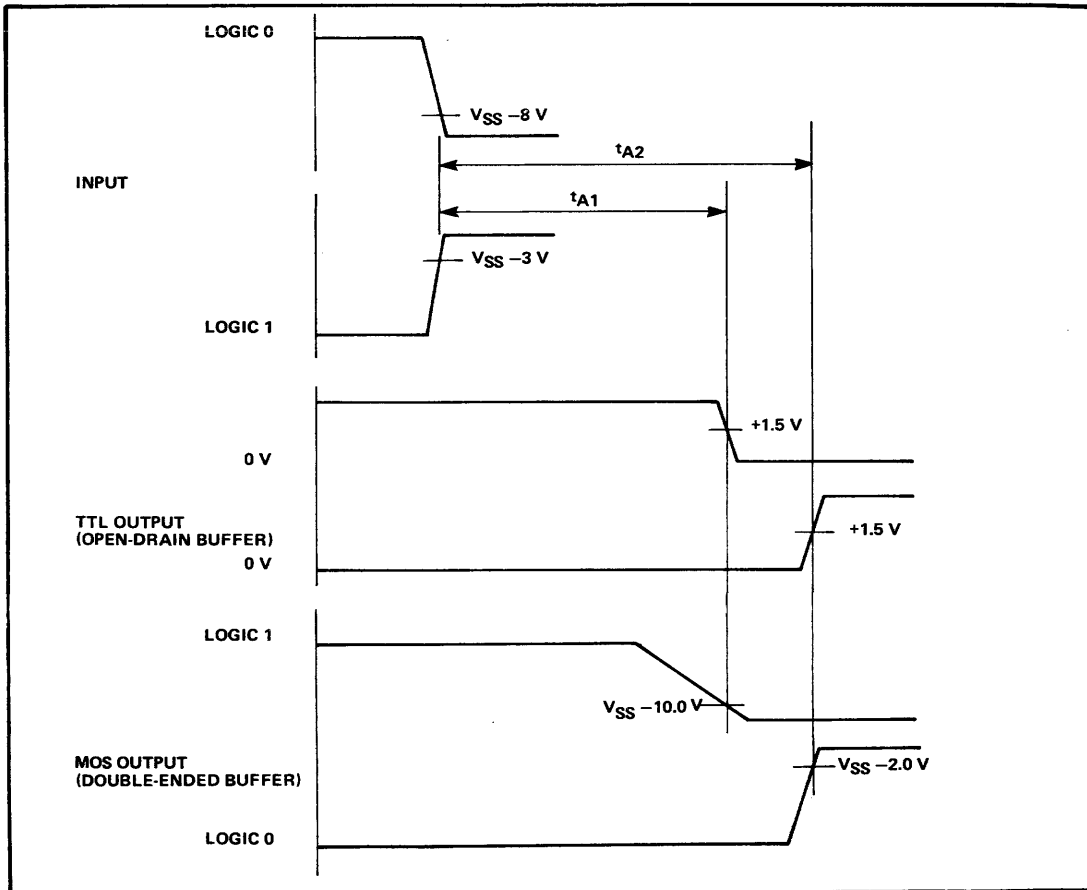 LOGIC 0
VSS −8 V
tA2
INPUT
tA1
VSS −3 V
LOGIC 1
+1.5 V
0 V
TTL OUTPUT
(OPEN-DRAIN BUFFER)
+1.5 V
0 V
LOGIC 1
VSS −10.0 V
MOS OUTPUT
(DOUBLE-ENDED BUFFER)
VSS −2.0 V
LOGIC 0